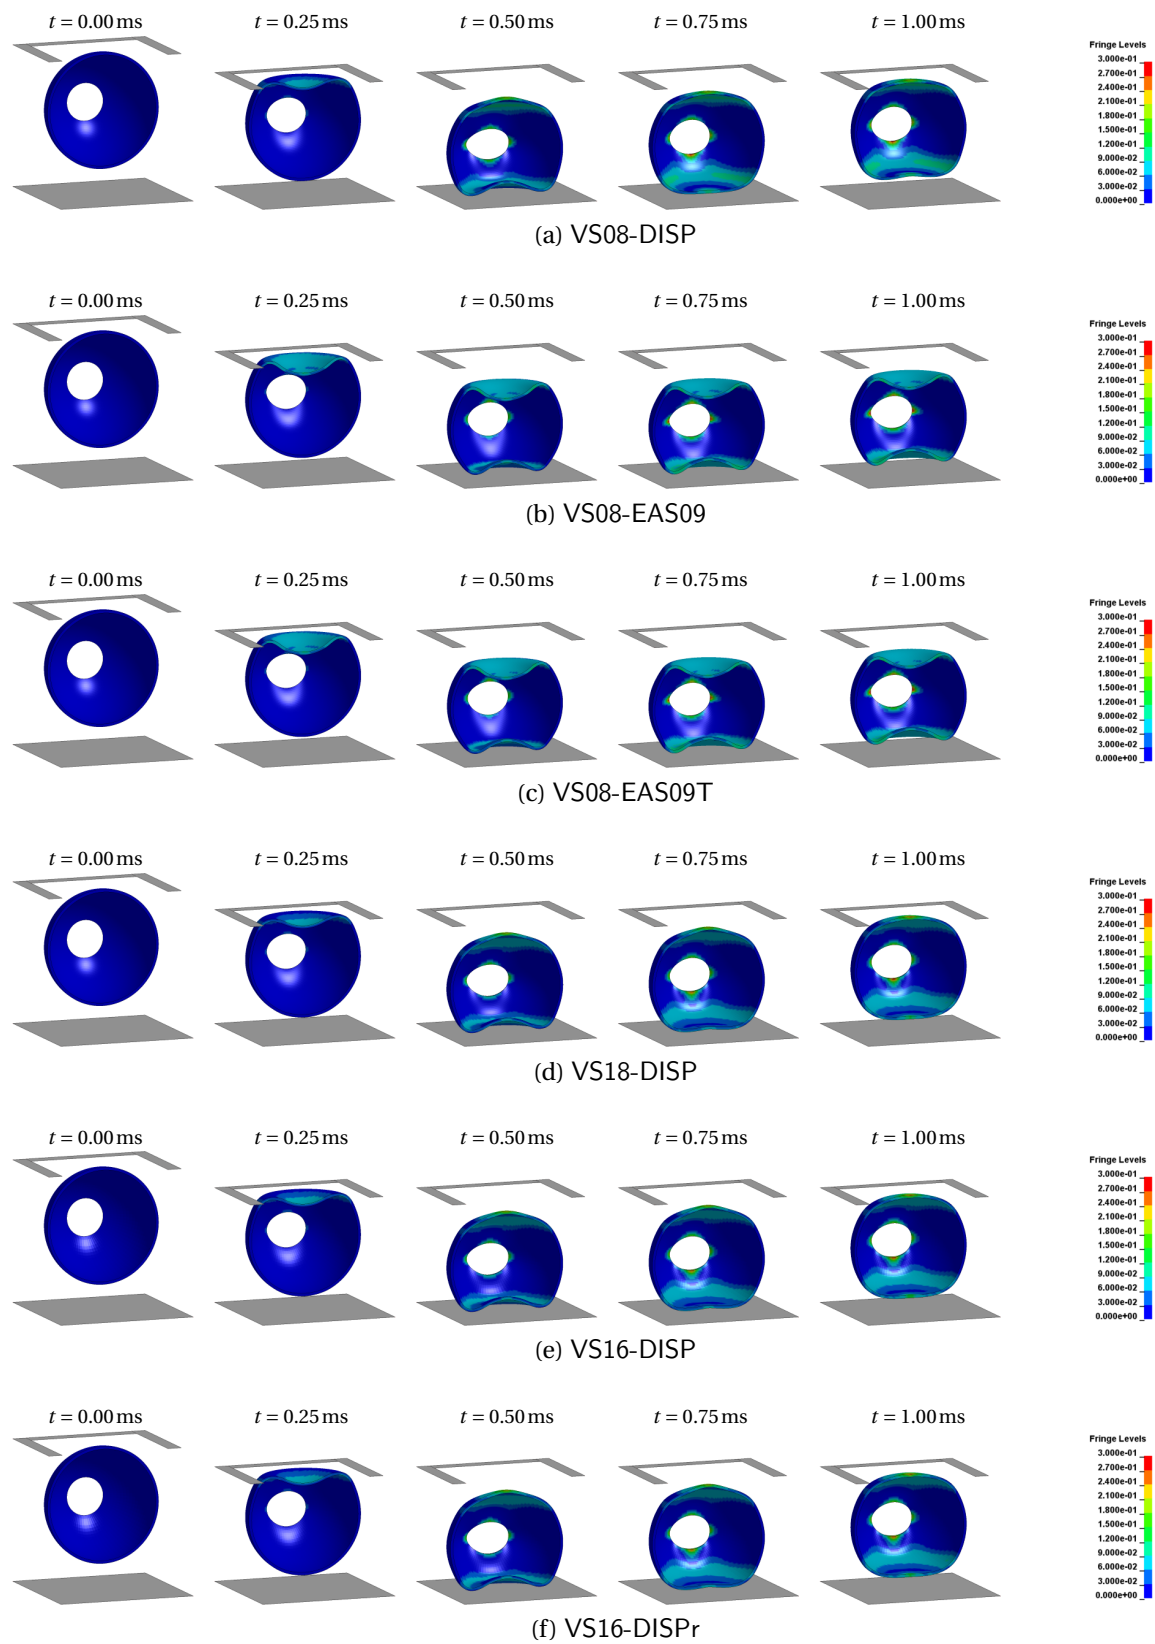 t = 0.00 ms t = 0.25 ms t = 0.50 ms t = 0.75 ms t = 1.00 ms
Fringe Levels
3.000e-01
2.700e-01
2.400e-01
2.100e-01
1.800e-01
1.500e-01
1.200e-01
9.000e-02
6.000e-02
3.000e-02
0.000e+00
(a) VS08-DISP
t = 0.00 ms t = 0.25 ms t = 0.50 ms t = 0.75 ms t = 1.00 ms
Fringe Levels
3.000e-01
2.700e-01
2.400e-01
2.100e-01
1.800e-01
1.500e-01
1.200e-01
9.000e-02
6.000e-02
3.000e-02
0.000e+00
(b) VS08-EAS09
t = 0.00 ms t = 0.25 ms t = 0.50 ms t = 0.75 ms t = 1.00 ms
Fringe Levels
3.000e-01
2.700e-01
2.400e-01
2.100e-01
1.800e-01
1.500e-01
1.200e-01
9.000e-02
6.000e-02
3.000e-02
0.000e+00
(c) VS08-EAS09T
t = 0.00 ms t = 0.25 ms t = 0.50 ms t = 0.75 ms t = 1.00 ms
Fringe Levels
3.000e-01
2.700e-01
2.400e-01
2.100e-01
1.800e-01
1.500e-01
1.200e-01
9.000e-02
6.000e-02
3.000e-02
0.000e+00
(d) VS18-DISP
t = 0.00 ms t = 0.25 ms t = 0.50 ms t = 0.75 ms t = 1.00 ms
Fringe Levels
3.000e-01
2.700e-01
2.400e-01
2.100e-01
1.800e-01
1.500e-01
1.200e-01
9.000e-02
6.000e-02
3.000e-02
0.000e+00
(e) VS16-DISP
t = 0.00 ms t = 0.25 ms t = 0.50 ms t = 0.75 ms t = 1.00 ms
Fringe Levels
3.000e-01
2.700e-01
2.400e-01
2.100e-01
1.800e-01
1.500e-01
1.200e-01
9.000e-02
6.000e-02
3.000e-02
0.000e+00
(f) VS16-DISPr